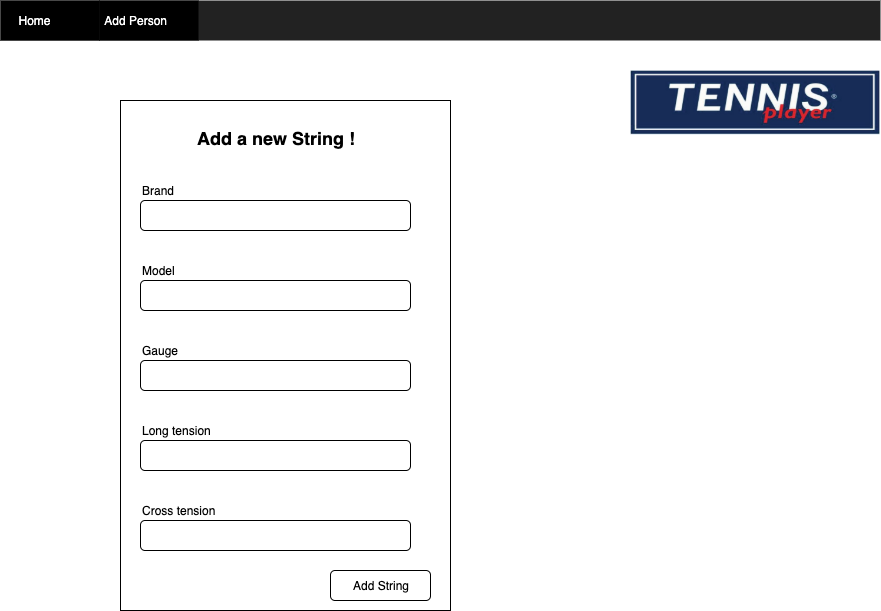 Home Add Person
TENNIS®
player
Add a new String !
Brand
Model
Gauge
Long tension
Cross tension
Add String